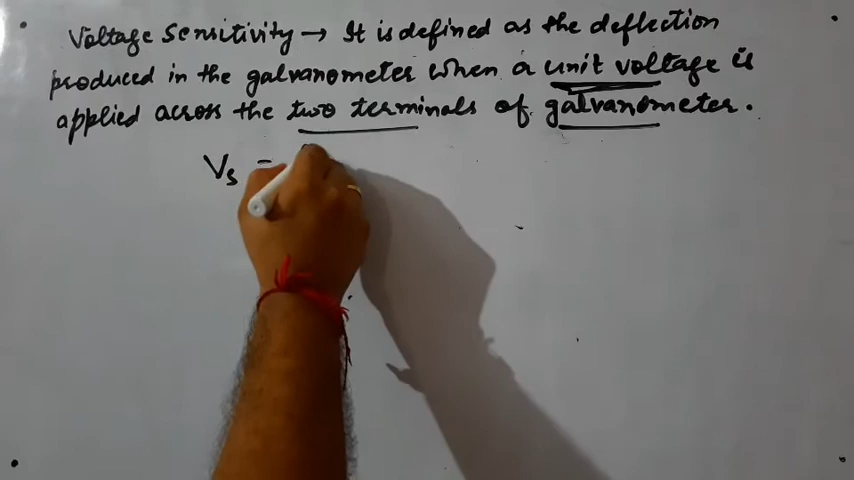 Voltage Sensitivity → It is defined as the deflection
produced in the galvanometer when a unit voltage is
applied across the two terminals of galvanometer.
Vs =